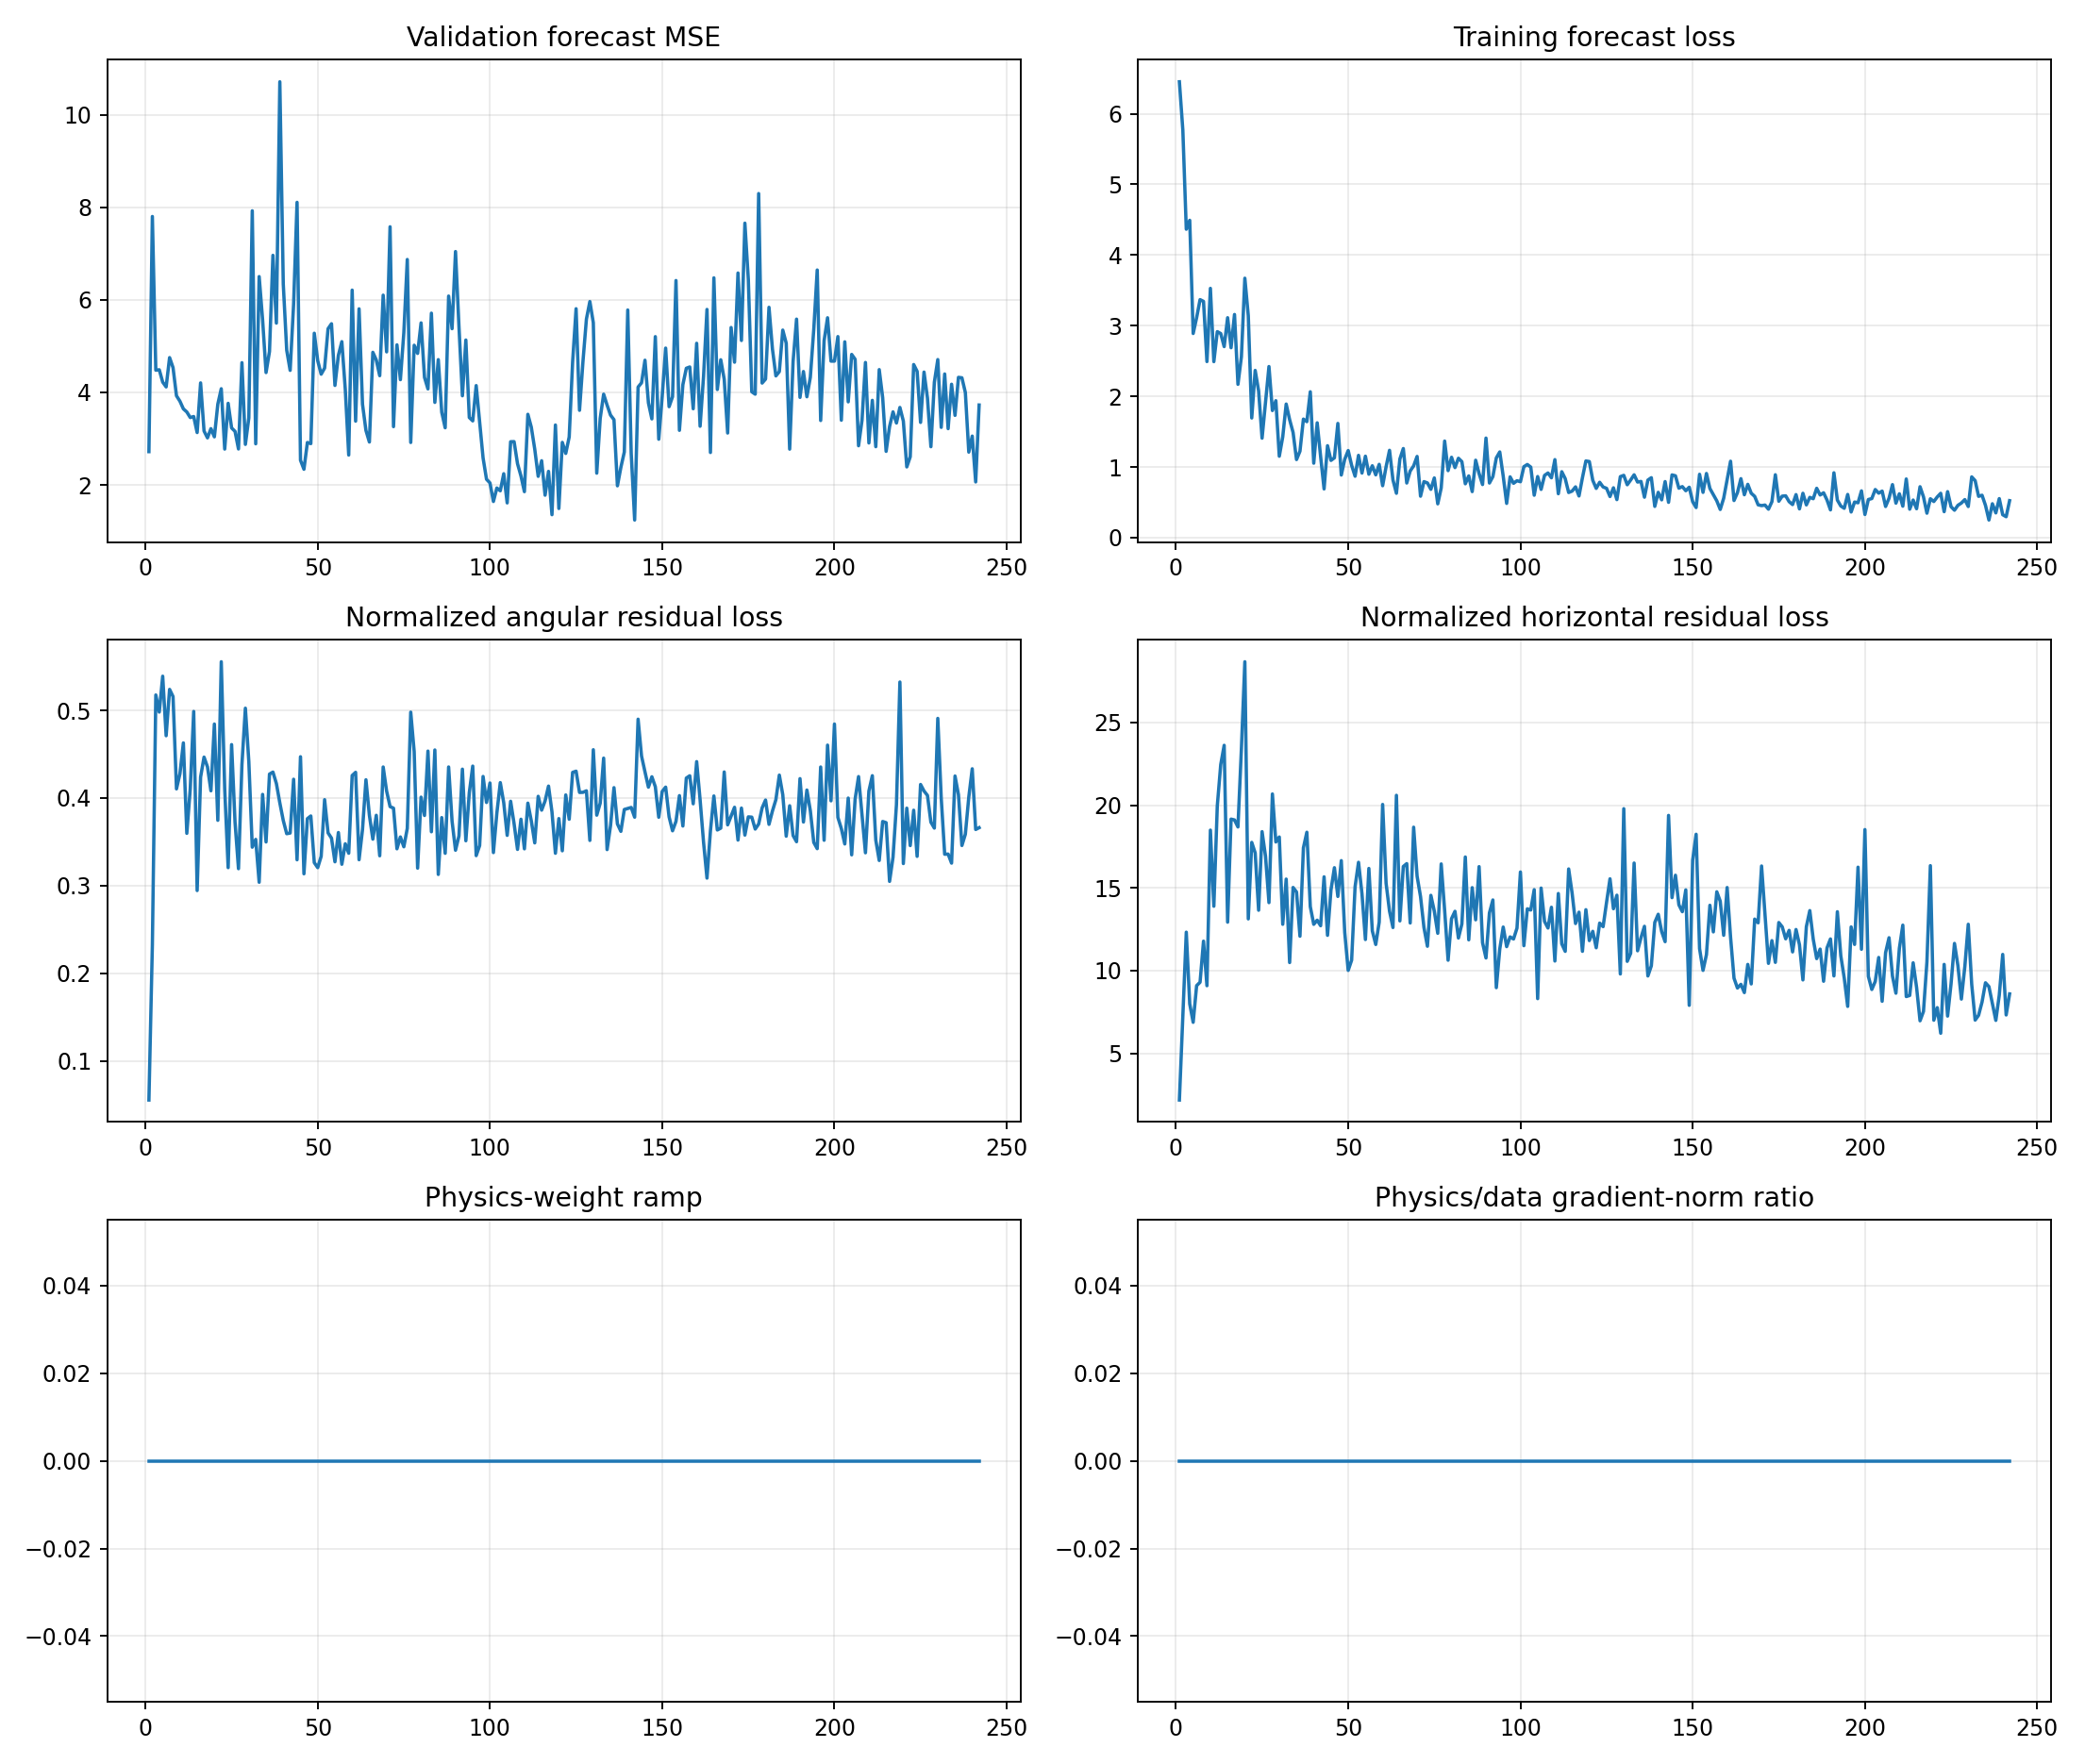 Validation forecast MSE
10
8
6
4
2
0 50 100 150 200 250
Training forecast loss
6
5
4
3
2
1
0
0 50 100 150 200 250
Normalized angular residual loss
0.5
0.4
0.3
0.2
0.1
0 50 100 150 200 250
Normalized horizontal residual loss
25
20
15
10
5
0 50 100 150 200 250
Physics-weight ramp
0.04
0.02
0.00
−0.02
−0.04
0 50 100 150 200 250
Physics/data gradient-norm ratio
0.04
0.02
0.00
−0.02
−0.04
0 50 100 150 200 250